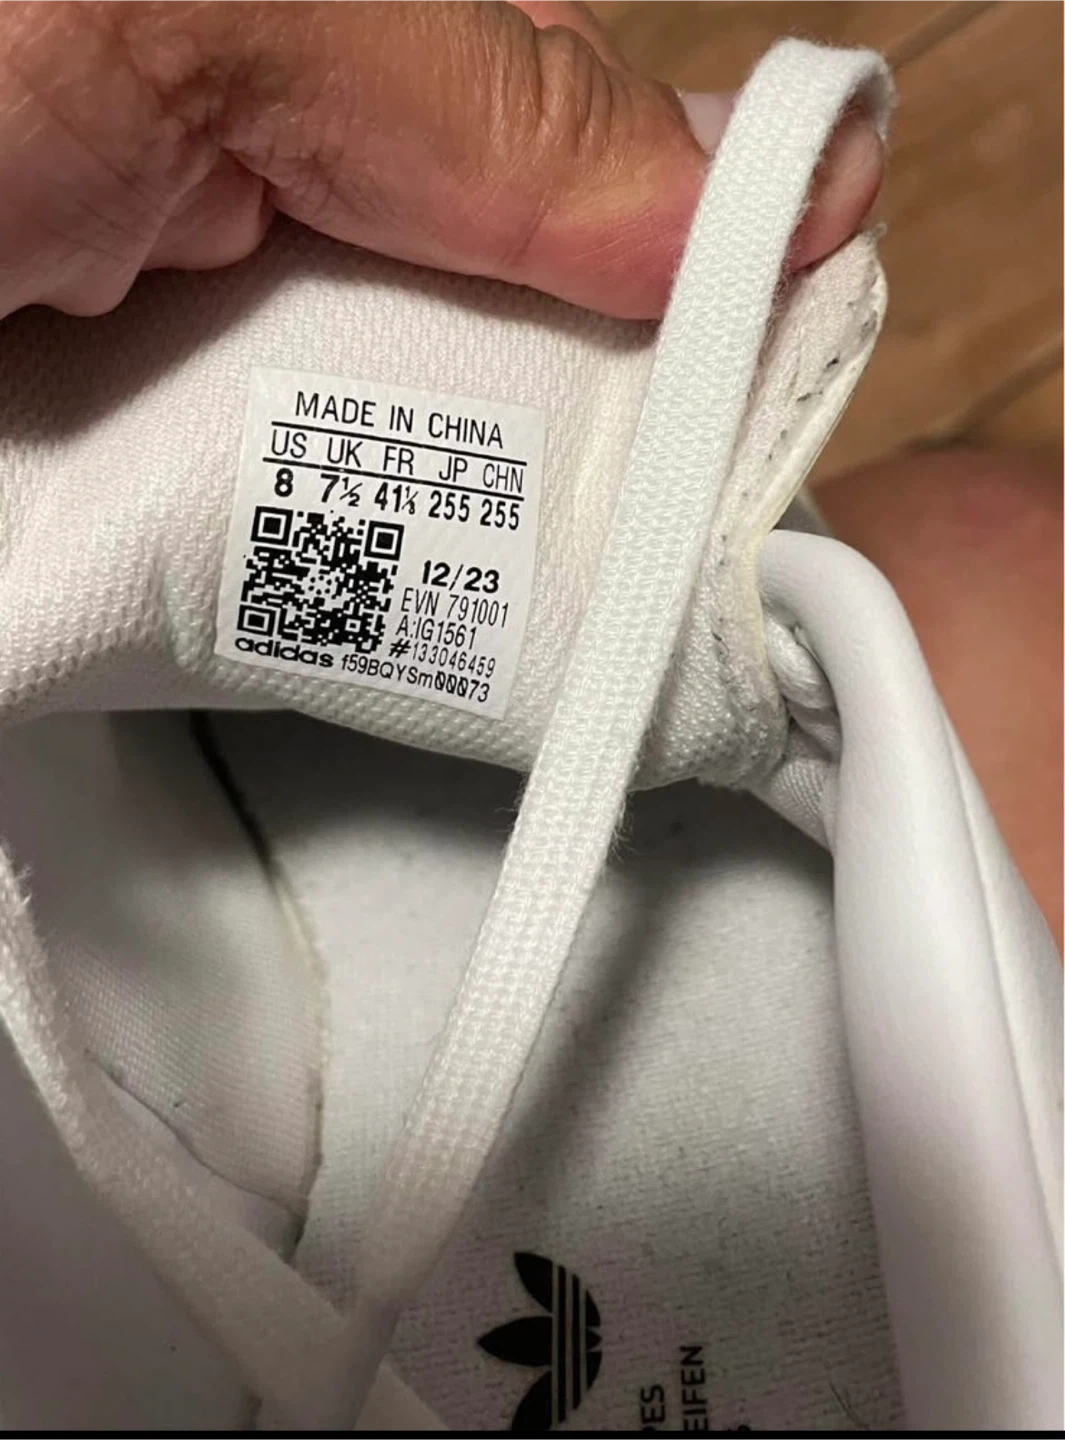 MADE IN CHINA
US UK FR JP CHN
8 7½ 41⅓ 255 255
12/23
EVN 791001
A:IG1561
#133046459
adidas f59BQYSm00073
EIFEN